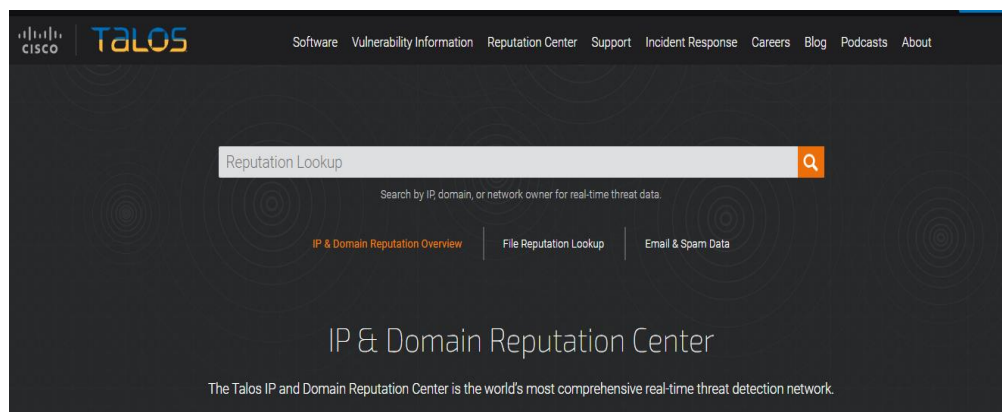 CISCO TALOS Software Vulnerability Information Reputation Center Support Incident Response Careers Blog Podcasts About
Reputation Lookup
Search by IP, domain, or network owner for real-time threat data.
IP & Domain Reputation Overview File Reputation Lookup Email & Spam Data
IP & Domain Reputation Center
The Talos IP and Domain Reputation Center is the world's most comprehensive real-time threat detection network.